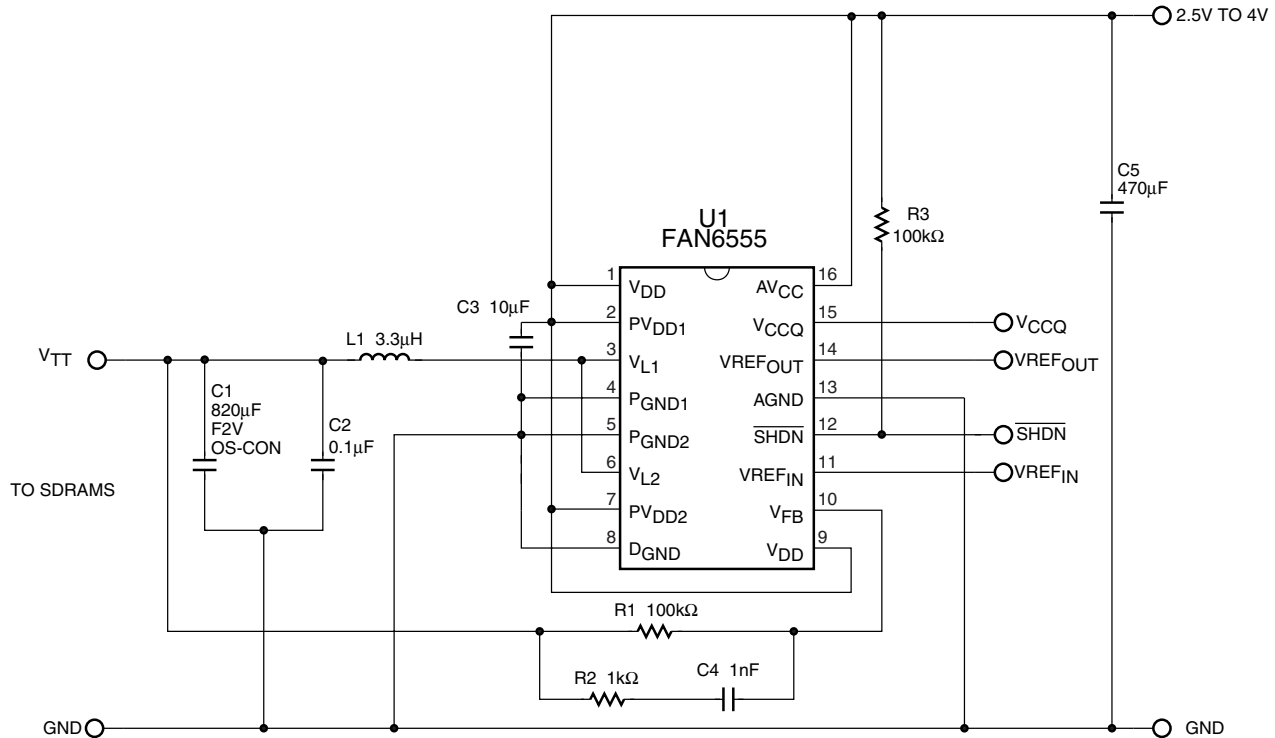 2.5V TO 4V
C5
470µF
R3
100kΩ
U1
FAN6555
1
VDD
2
PVDD1
3
VL1
4
PGND1
5
PGND2
6
VL2
7
PVDD2
8
DGND
AVCC
16
VCCQ
15
VREFOUT
14
AGND
13
SHDN
12
VREFIN
11
VFB
10
VDD
9
C3 10µF
L1 3.3µH
VTT
C1
820µF
F2V
OS-CON
C2
0.1µF
TO SDRAMS
VCCQ
VREFOUT
SHDN
VREFIN
R1 100kΩ
R2 1kΩ
C4 1nF
GND
GND